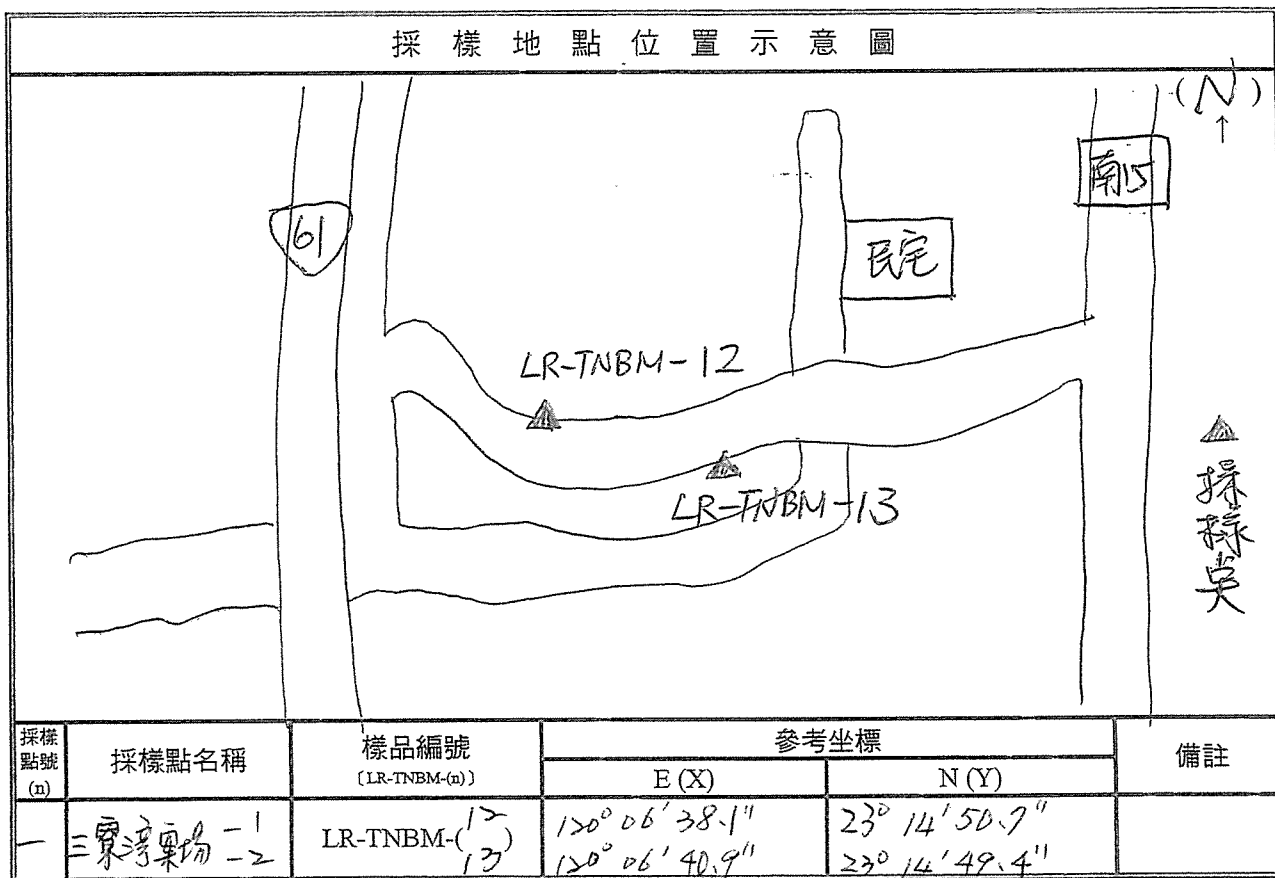 採樣地點位置示意圖
(N)
↑
南15
61
民宅
LR-TNBM-12
LR-TNBM-13
採樣點
採樣點號(n)
採樣點名稱
樣品編號
〔LR-TNBM-(n)〕
參考坐標
E (X)
N (Y)
備註
一
三寮灣棄場 -1
-2
LR-TNBM-(12
13)
120° 06' 38.1"
23° 14' 50.7"
120° 06' 40.9"
23° 14' 49.4"